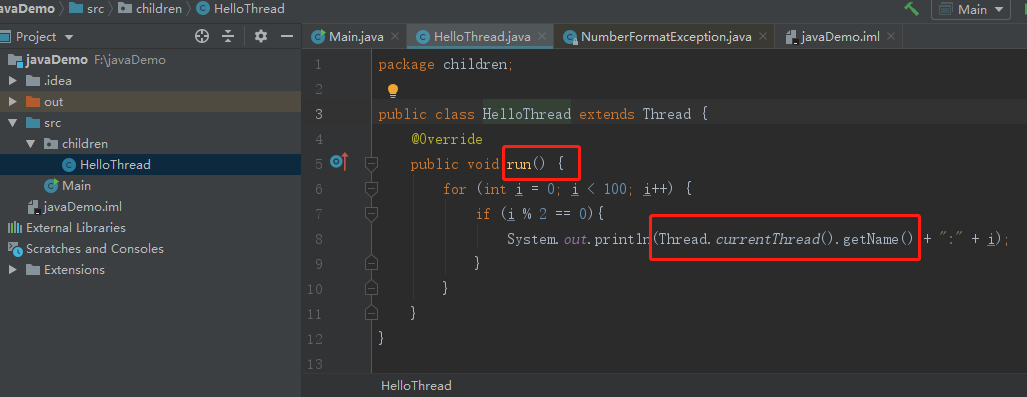 javaDemo src children HelloThread Main
Project Main.java HelloThread.java NumberFormatException.java javaDemo.iml
javaDemo F:\javaDemo
.idea
out
src
children
HelloThread
Main
javaDemo.iml
External Libraries
Scratches and Consoles
Extensions
1 package children;
2
3 public class HelloThread extends Thread {
4 @Override
5 public void run() {
6 for (int i = 0; i < 100; i++) {
7 if (i % 2 == 0){
8 System.out.println(Thread.currentThread().getName() + ":" + i);
9 }
10 }
11 }
12 }
13
HelloThread